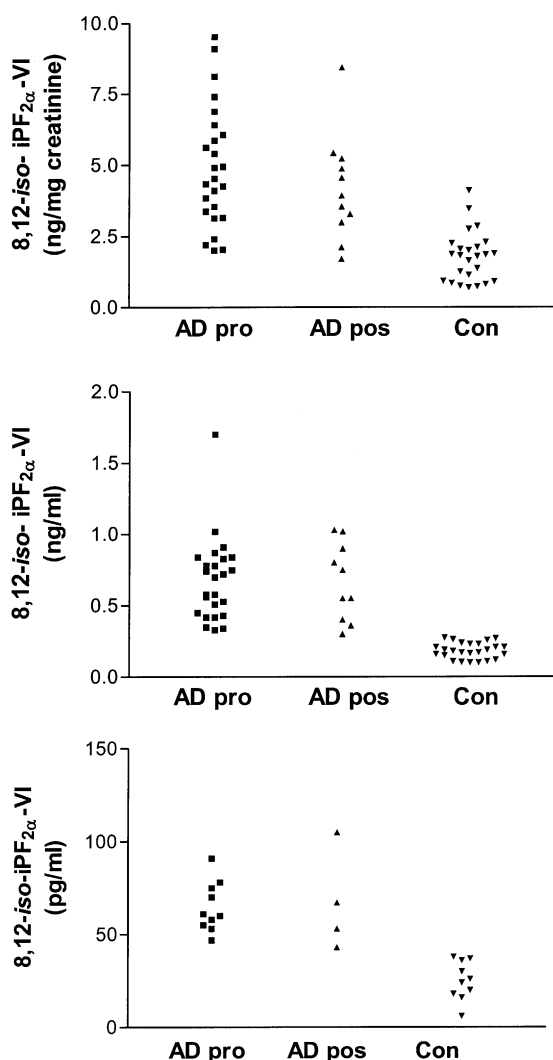 8,12-iso- iPF2α-VI
(ng/mg creatinine)
10.0
7.5
5.0
2.5
0.0
AD pro AD pos Con
8,12-iso- iPF2α-VI
(ng/ml)
2.0
1.5
1.0
0.5
0.0
AD pro AD pos Con
8,12-iso-iPF2α-VI
(pg/ml)
150
100
50
0
AD pro AD pos Con